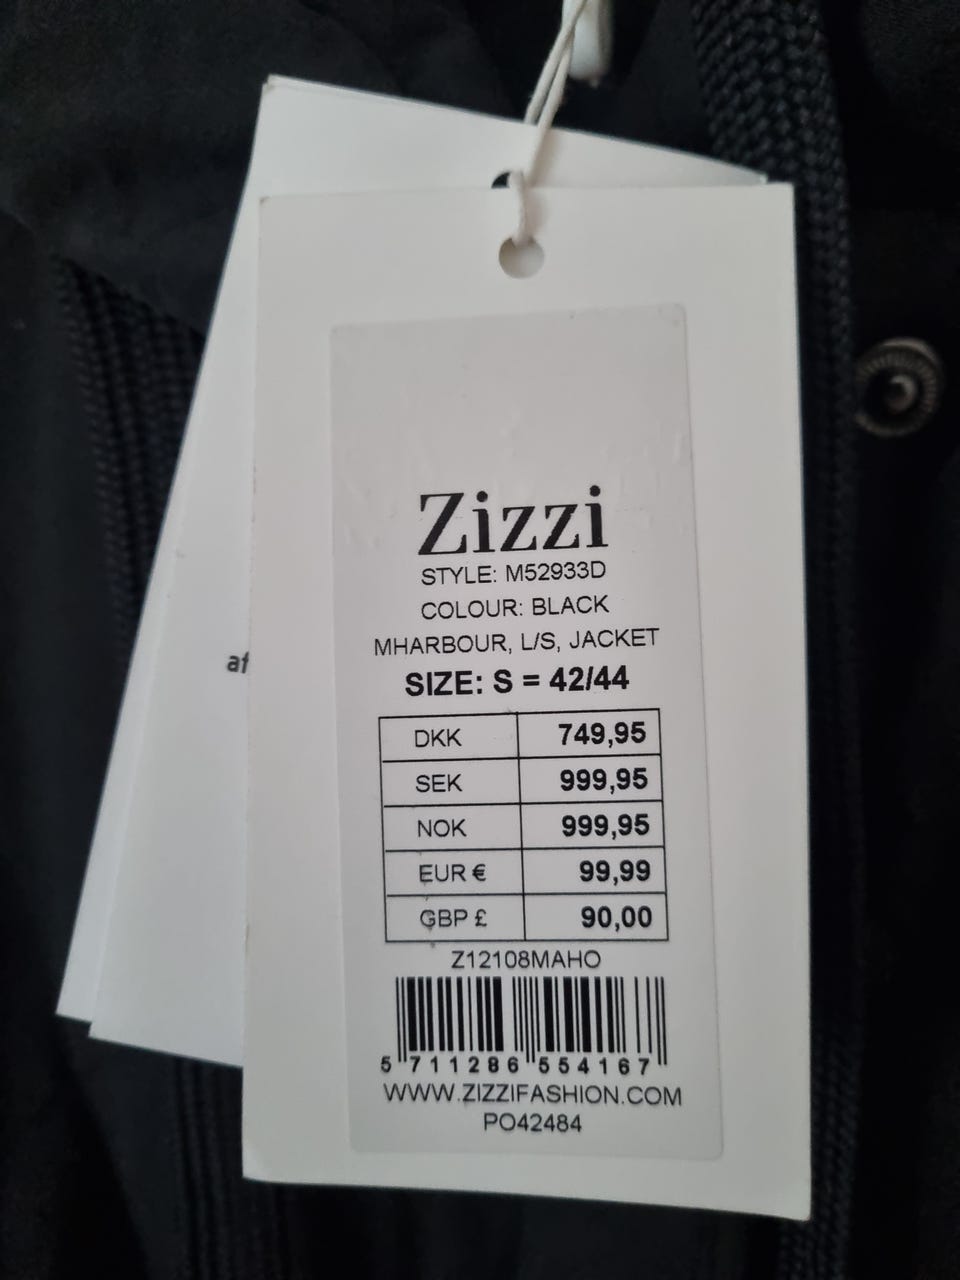 Zizzi
STYLE: M52933D
COLOUR: BLACK
MHARBOUR, L/S, JACKET
SIZE: S = 42/44
DKK 749,95
SEK 999,95
NOK 999,95
EUR € 99,99
GBP £ 90,00
Z12108MAHO
5 711286 554167
WWW.ZIZZIFASHION.COM
PO42484
af